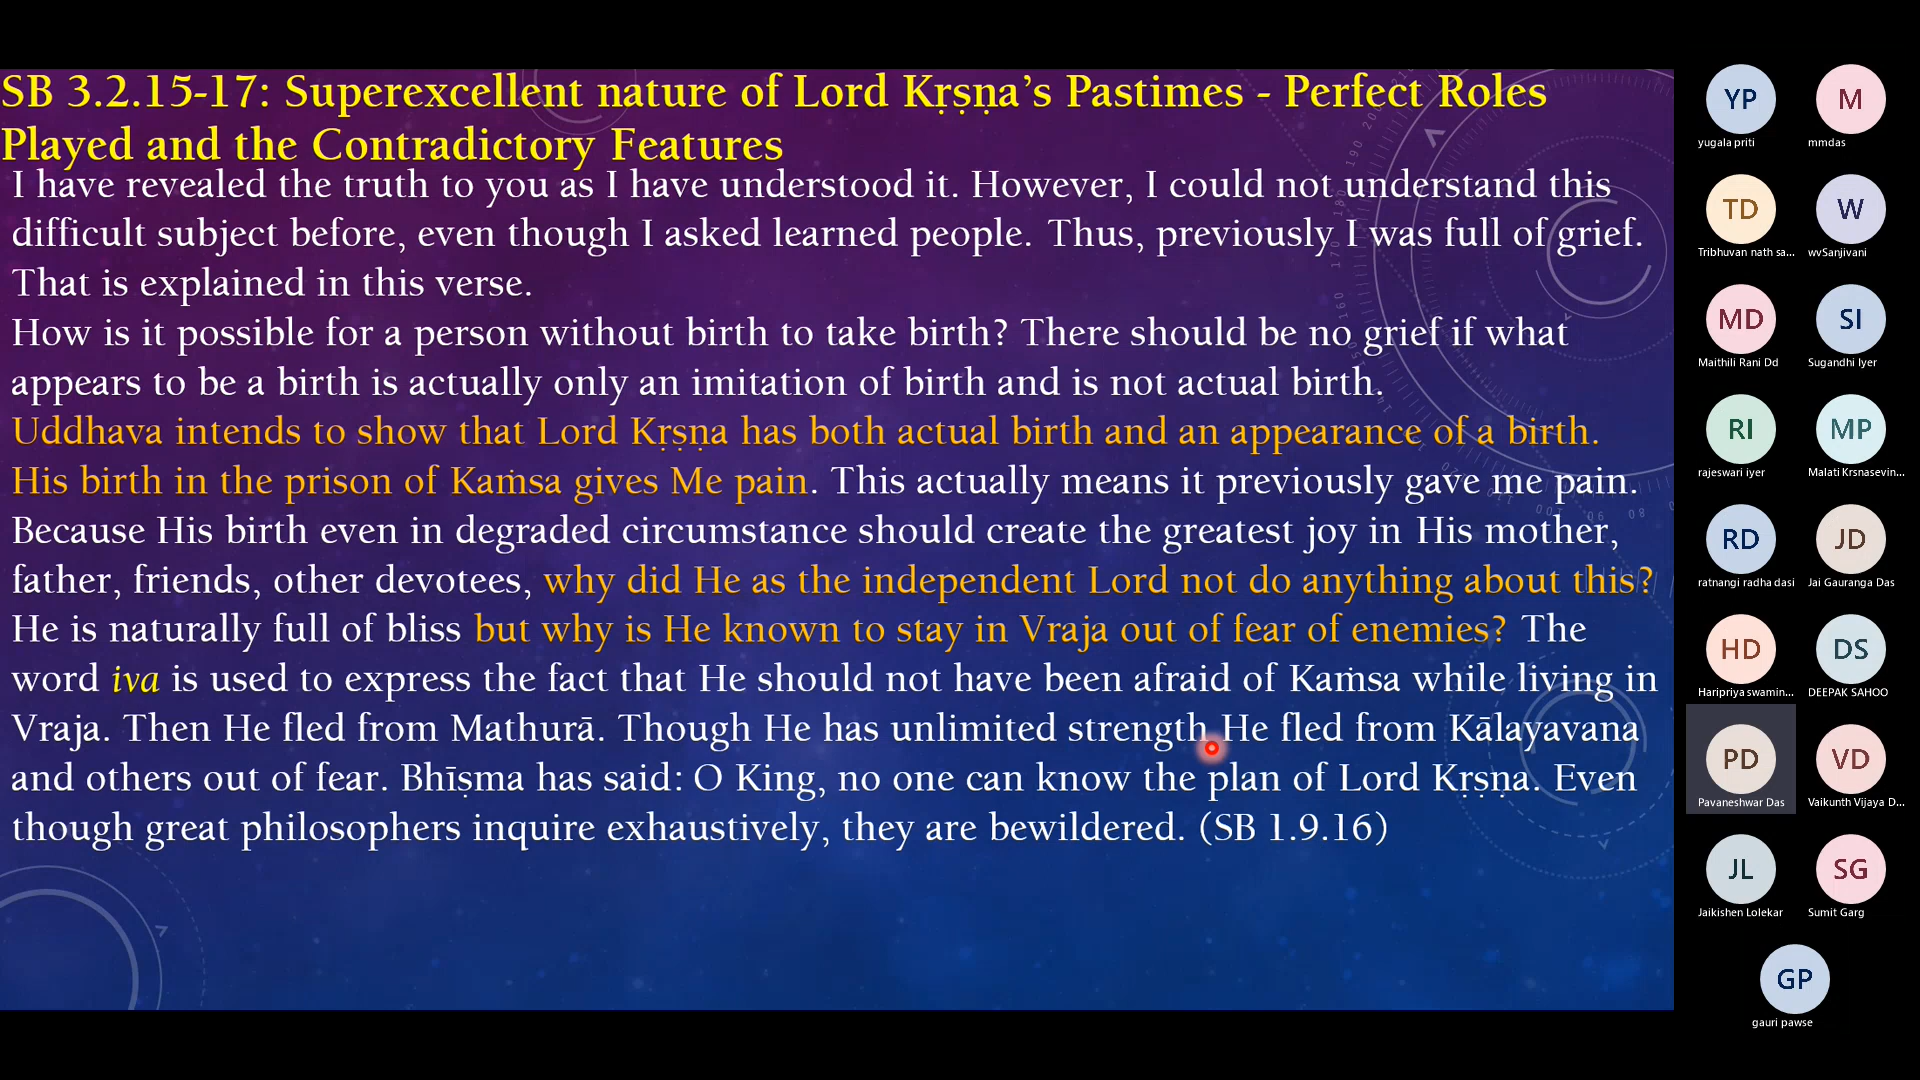 SB 3.2.15-17: Superexcellent nature of Lord Kṛṣṇa's Pastimes - Perfect Roles
Played and the Contradictory Features
I have revealed the truth to you as I have understood it. However, I could not understand this
difficult subject before, even though I asked learned people. Thus, previously I was full of grief.
That is explained in this verse.
How is it possible for a person without birth to take birth? There should be no grief if what
appears to be a birth is actually only an imitation of birth and is not actual birth.
Uddhava intends to show that Lord Kṛṣṇa has both actual birth and an appearance of a birth.
His birth in the prison of Kaṁsa gives Me pain. This actually means it previously gave me pain.
Because His birth even in degraded circumstance should create the greatest joy in His mother,
father, friends, other devotees, why did He as the independent Lord not do anything about this?
He is naturally full of bliss but why is He known to stay in Vraja out of fear of enemies? The
word iva is used to express the fact that He should not have been afraid of Kaṁsa while living in
Vraja. Then He fled from Mathurā. Though He has unlimited strength He fled from Kālayavana
and others out of fear. Bhīṣma has said: O King, no one can know the plan of Lord Kṛṣṇa. Even
though great philosophers inquire exhaustively, they are bewildered. (SB 1.9.16)
YP M
yugala priti mmdas
TD W
Tribhuvan nath sa... wvSanjivani
MD SI
Maithili Rani Dd Sugandhi Iyer
RI MP
rajeswari iyer Malati Krsnasevin...
RD JD
ratnangi radha dasi Jai Gauranga Das
HD DS
Haripriya swamin... DEEPAK SAHOO
PD VD
Pavaneshwar Das Vaikunth Vijaya D...
JL SG
Jaikishen Lolekar Sumit Garg
GP
gauri pawse